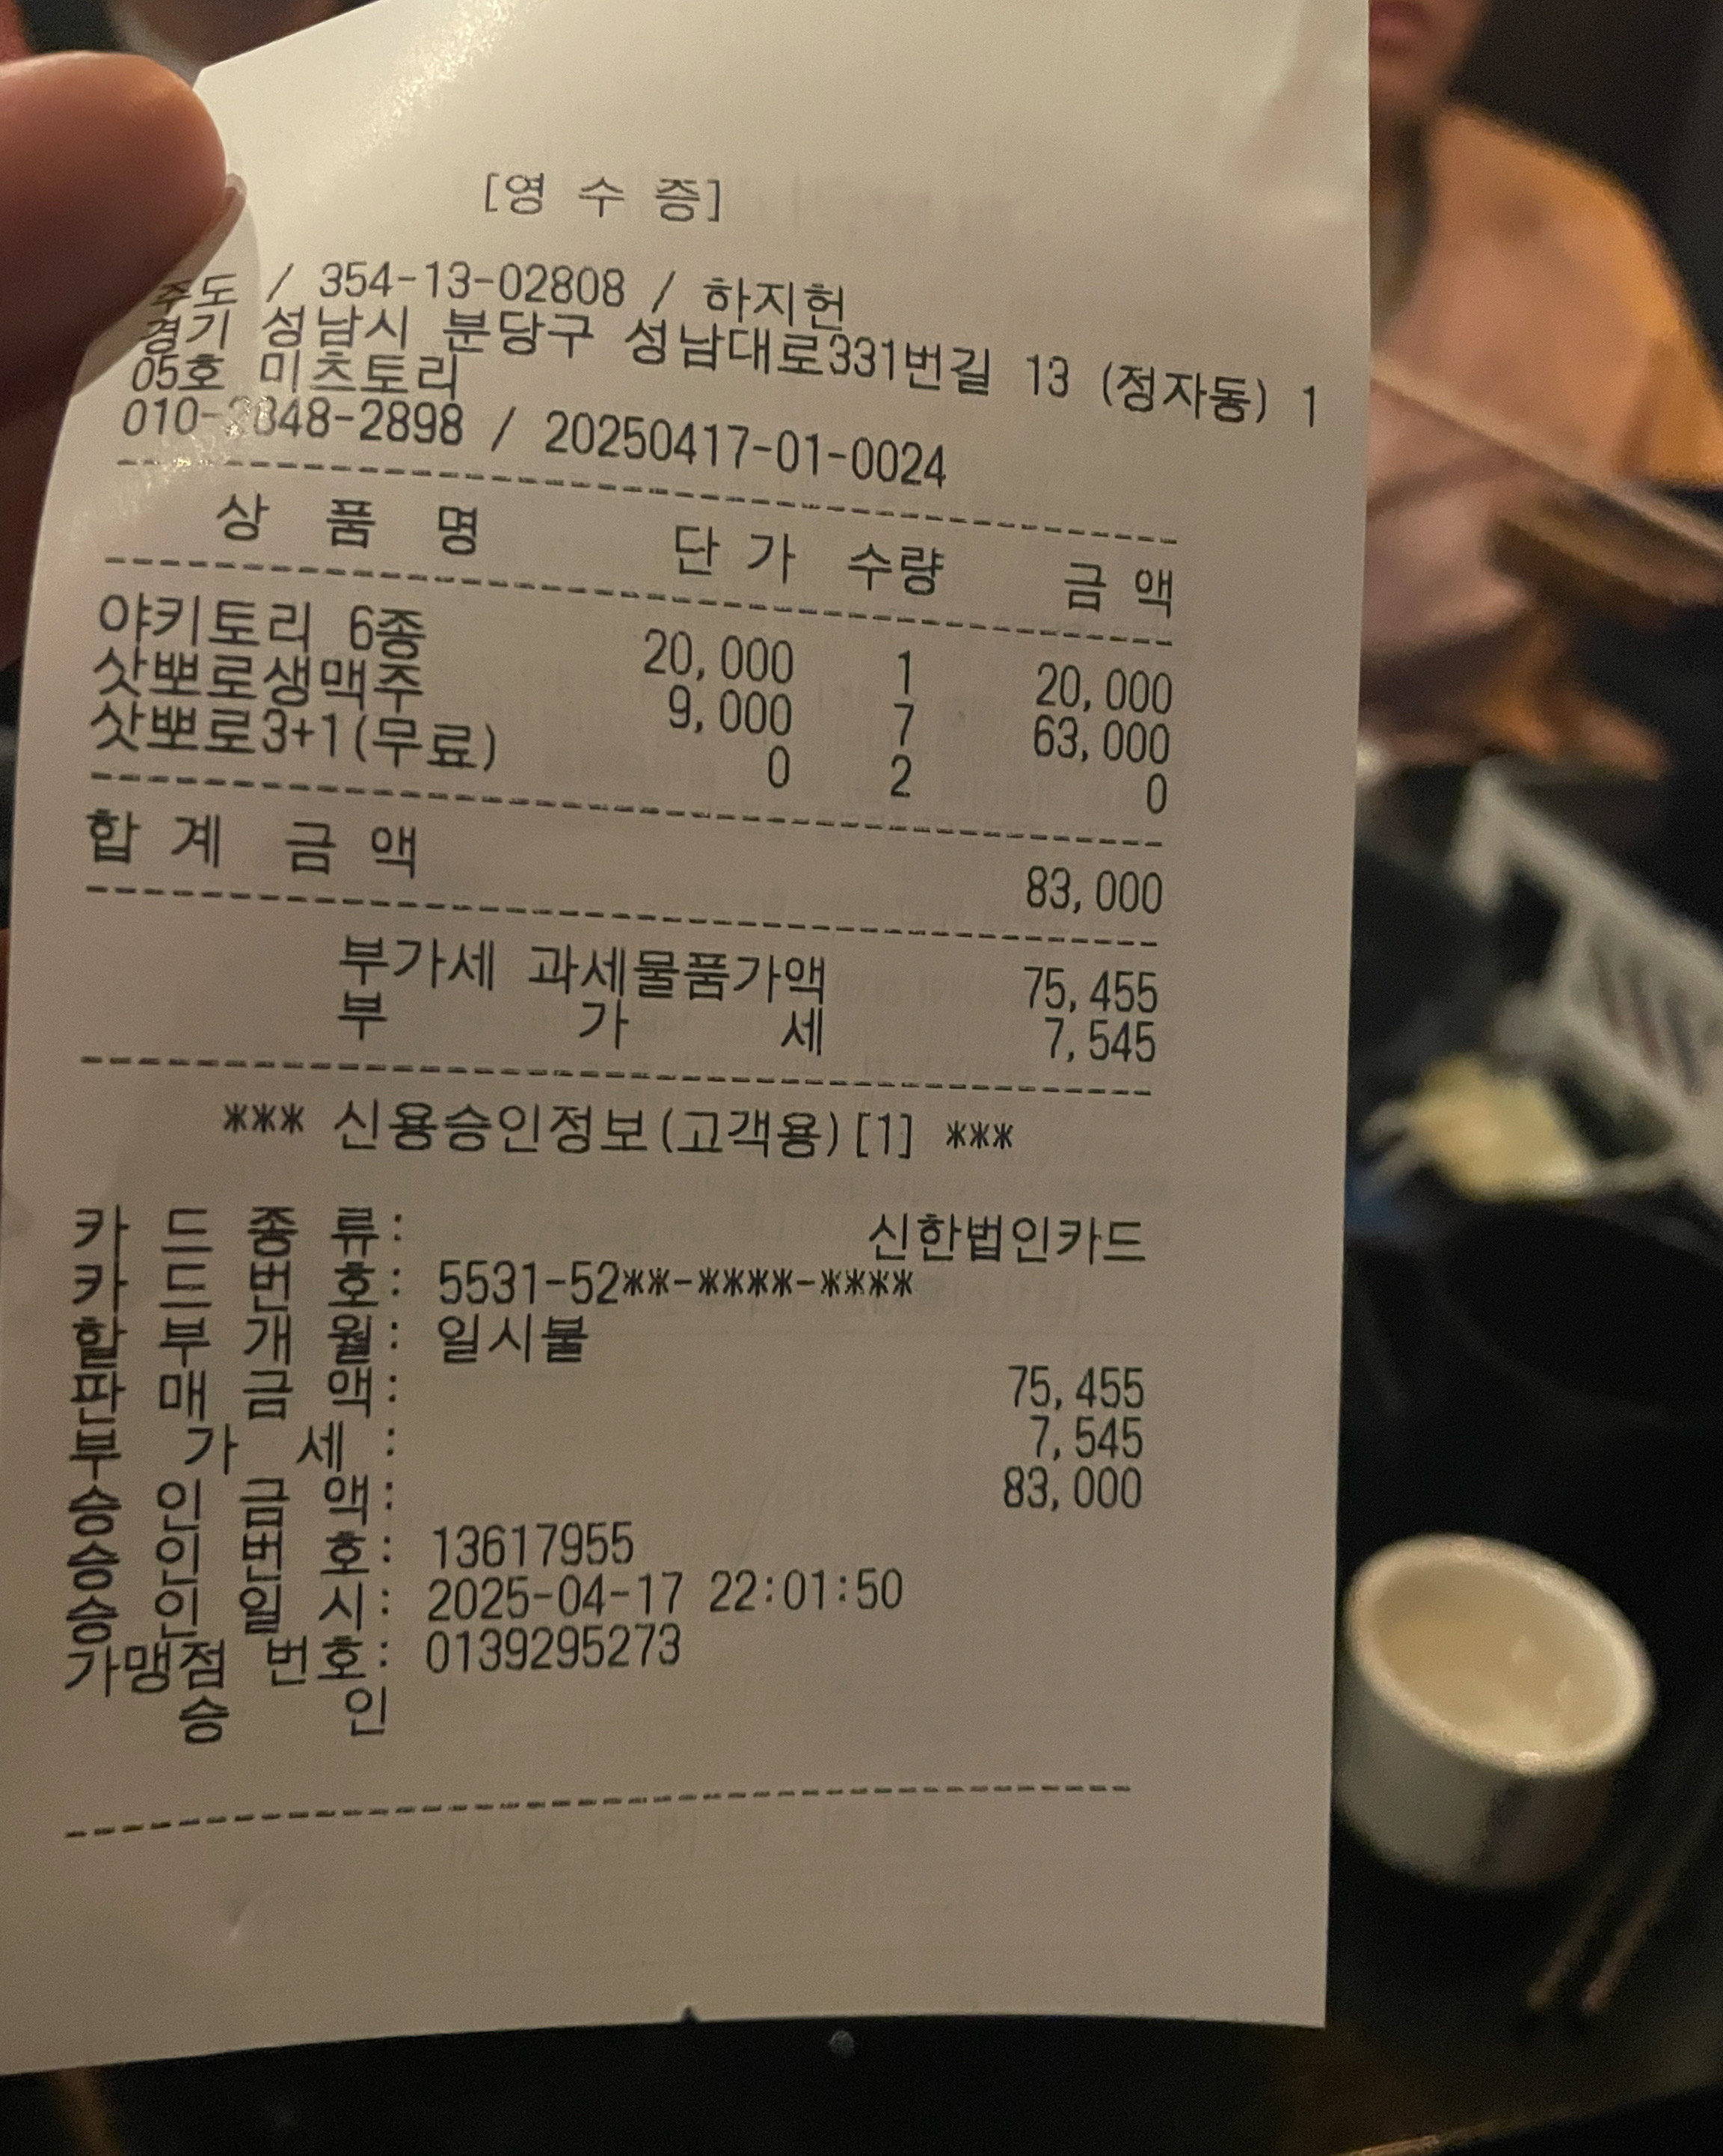 [영 수 증]
주도 / 354-13-02808 / 하지헌
경기 성남시 분당구 성남대로331번길 13 (정자동) 1
05호 미츠토리
/ 20250417-01-0024
상 품 명 단 가 수량 금 액
야키토리 6종 20,000 1 20,000
삿뽀로생맥주 9,000 7 63,000
삿뽀로3+1(무료) 0 2 0
합 계 금 액 83,000
부가세 과세물품가액 75,455
부 가 세 7,545
*** 신용승인정보(고객용)[1] ***
카 드 종 류: 신한법인카드
카 드 번 호: 5531-52**-****-****
할 부 개 월: 일시불
판 매 금 액: 75,455
부 가 세 : 7,545
승 인 금 액: 83,000
승 인 번 호: 13617955
승 인 일 시: 2025-04-17 22:01:50
가맹점 번호: 0139295273
승 인